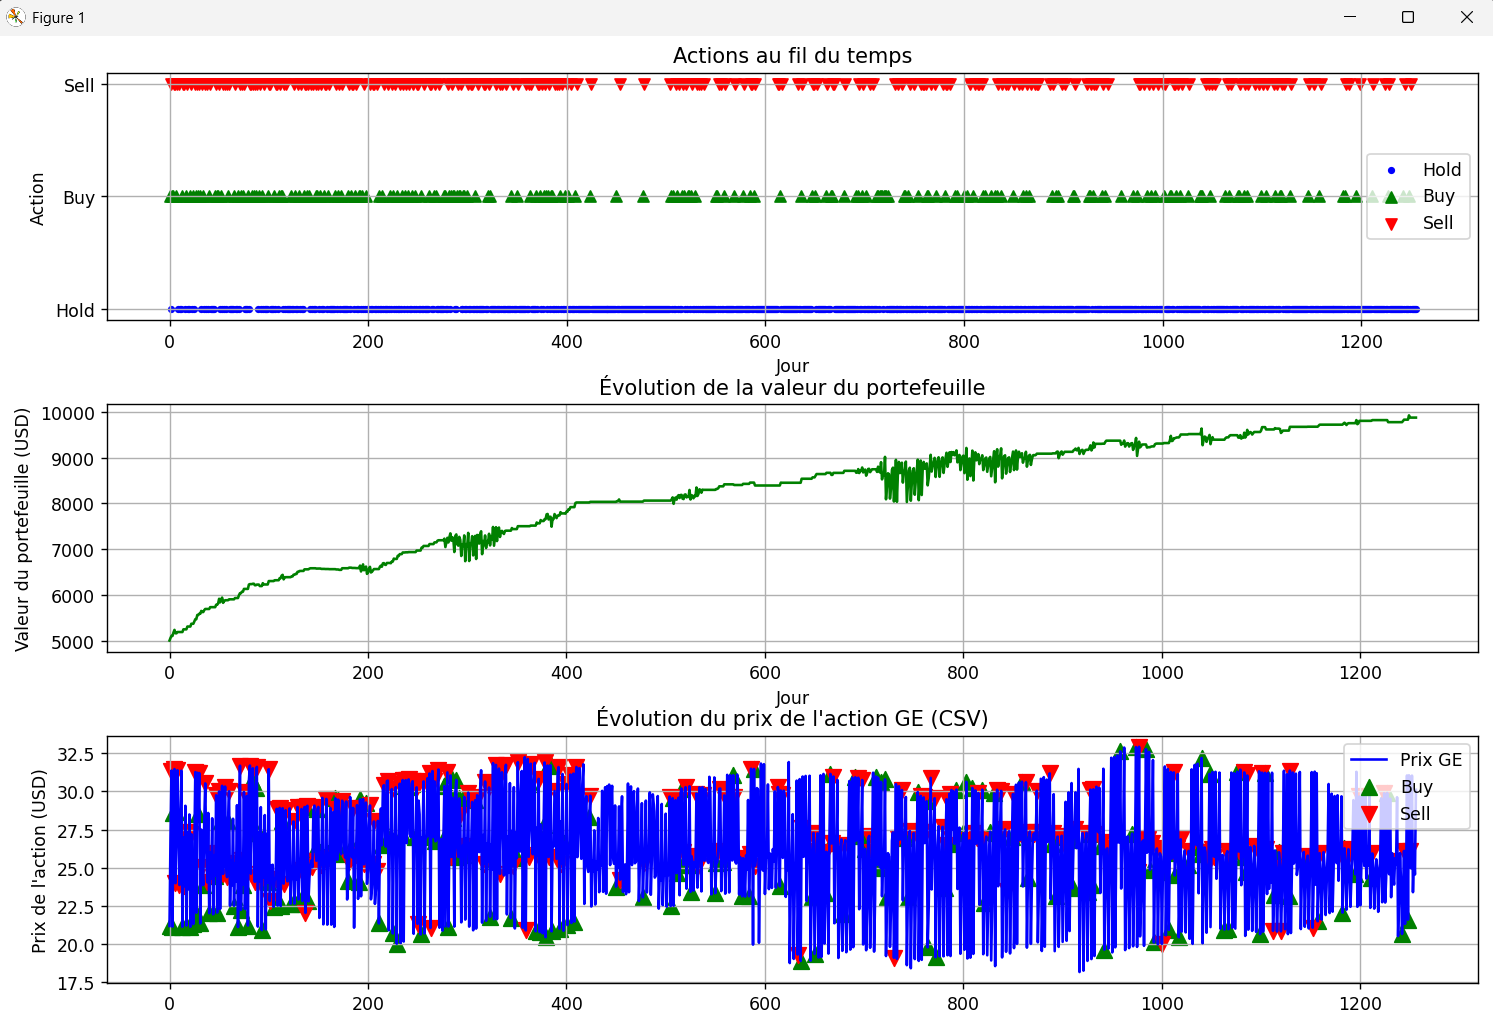 Figure 1
Actions au fil du temps
Action
Sell
Buy
Hold
Hold
Buy
Sell
0 200 400 600 800 1000 1200
Jour
Évolution de la valeur du portefeuille
Valeur du portefeuille (USD)
10000
9000
8000
7000
6000
5000
0 200 400 600 800 1000 1200
Jour
Évolution du prix de l'action GE (CSV)
Prix de l'action (USD)
32.5
30.0
27.5
25.0
22.5
20.0
17.5
Prix GE
Buy
Sell
0 200 400 600 800 1000 1200